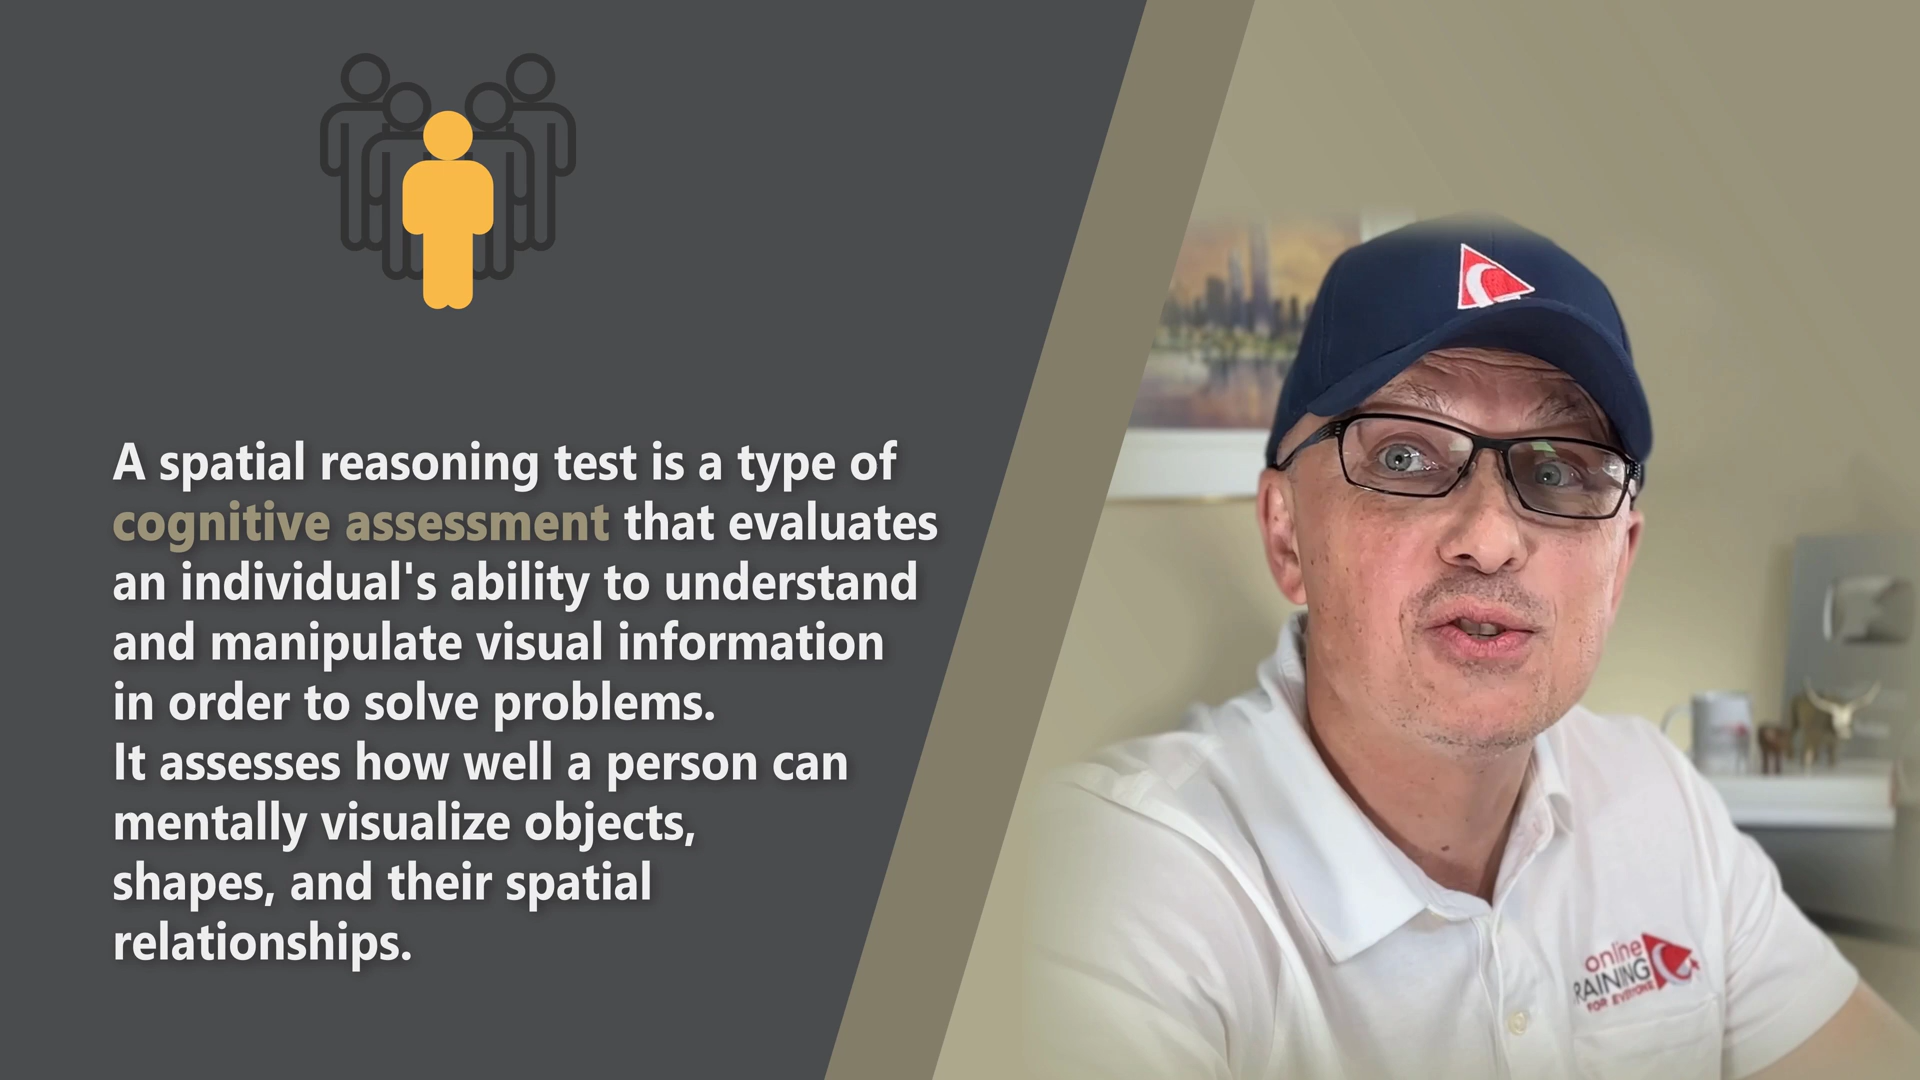 A spatial reasoning test is a type of
cognitive assessment that evaluates
an individual's ability to understand
and manipulate visual information
in order to solve problems.
It assesses how well a person can
mentally visualize objects,
shapes, and their spatial
relationships.
online
RAINING
FOR EVERYONE